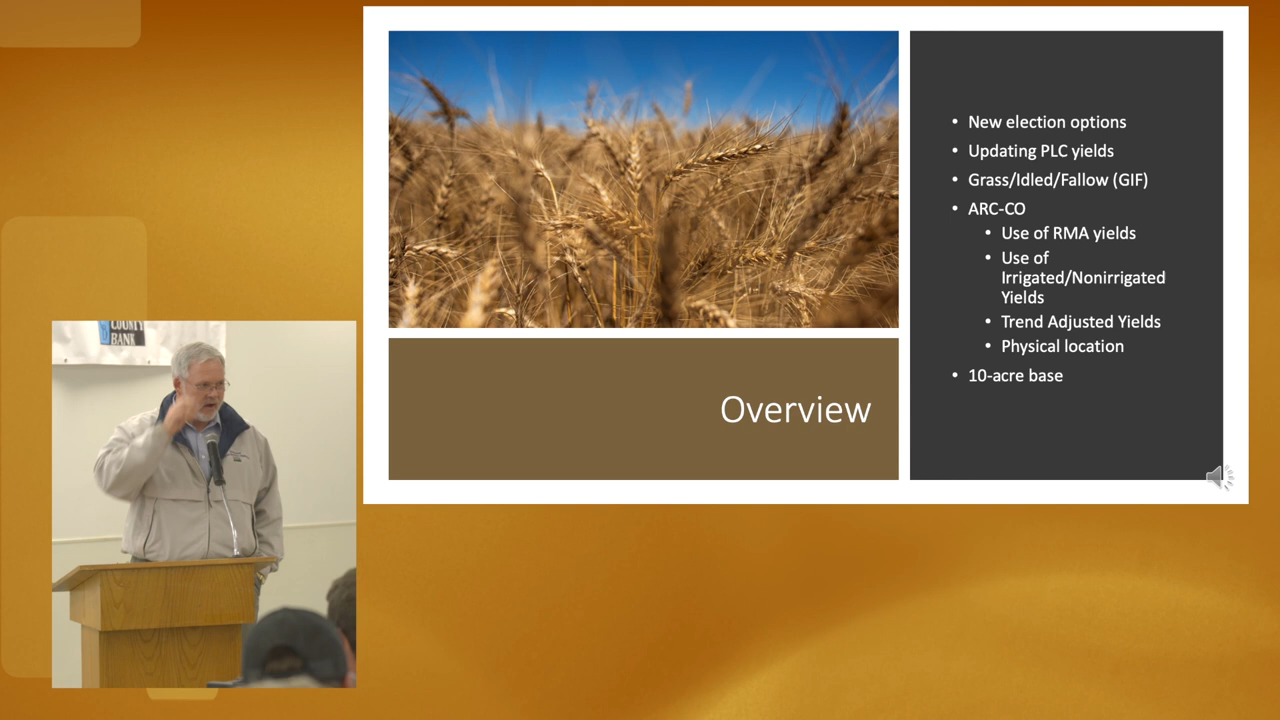 COUNTY
BANK
New election options
Updating PLC yields
Grass/Idled/Fallow (GIF)
ARC-CO
Use of RMA yields
Use of
Irrigated/Nonirrigated
Yields
Trend Adjusted Yields
Physical location
10-acre base
Overview